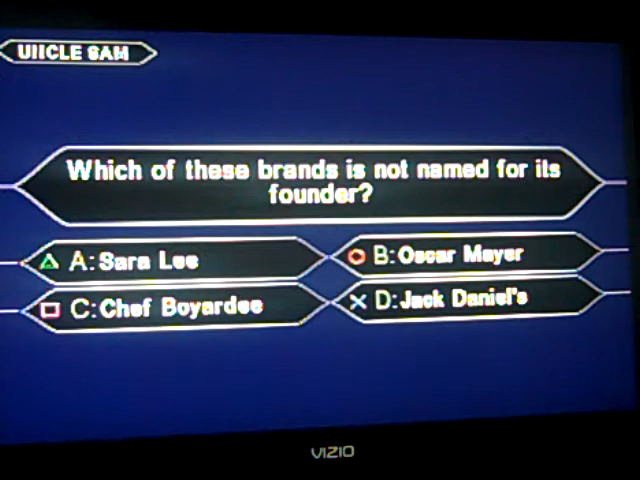 UNCLE SAM
Which of these brands is not named for its
founder?
A: Sara Lee
B: Oscar Mayer
C: Chef Boyardee
D: Jack Daniel's
VIZIO